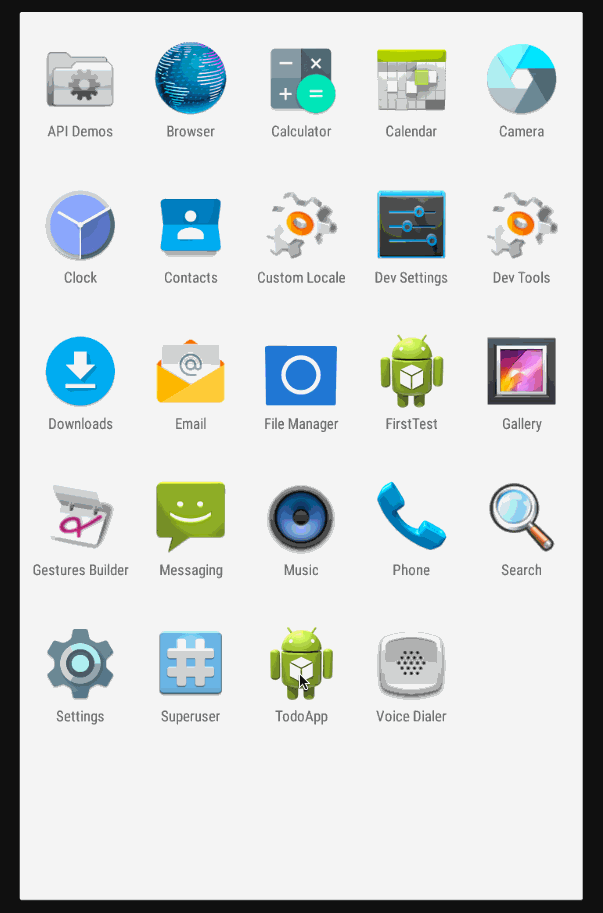 API Demos
Browser
Calculator
Calendar
Camera
Clock
Contacts
Custom Locale
Dev Settings
Dev Tools
Downloads
Email
File Manager
FirstTest
Gallery
Gestures Builder
Messaging
Music
Phone
Search
Settings
Superuser
TodoApp
Voice Dialer